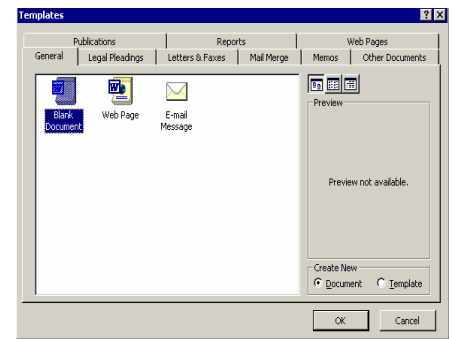 Templates
Publications Reports Web Pages
General Legal Pleadings Letters & Faxes Mail Merge Memos Other Documents
Blank Document
Web Page
E-mail Message
Preview
Preview not available.
Create New
Document Template
OK Cancel